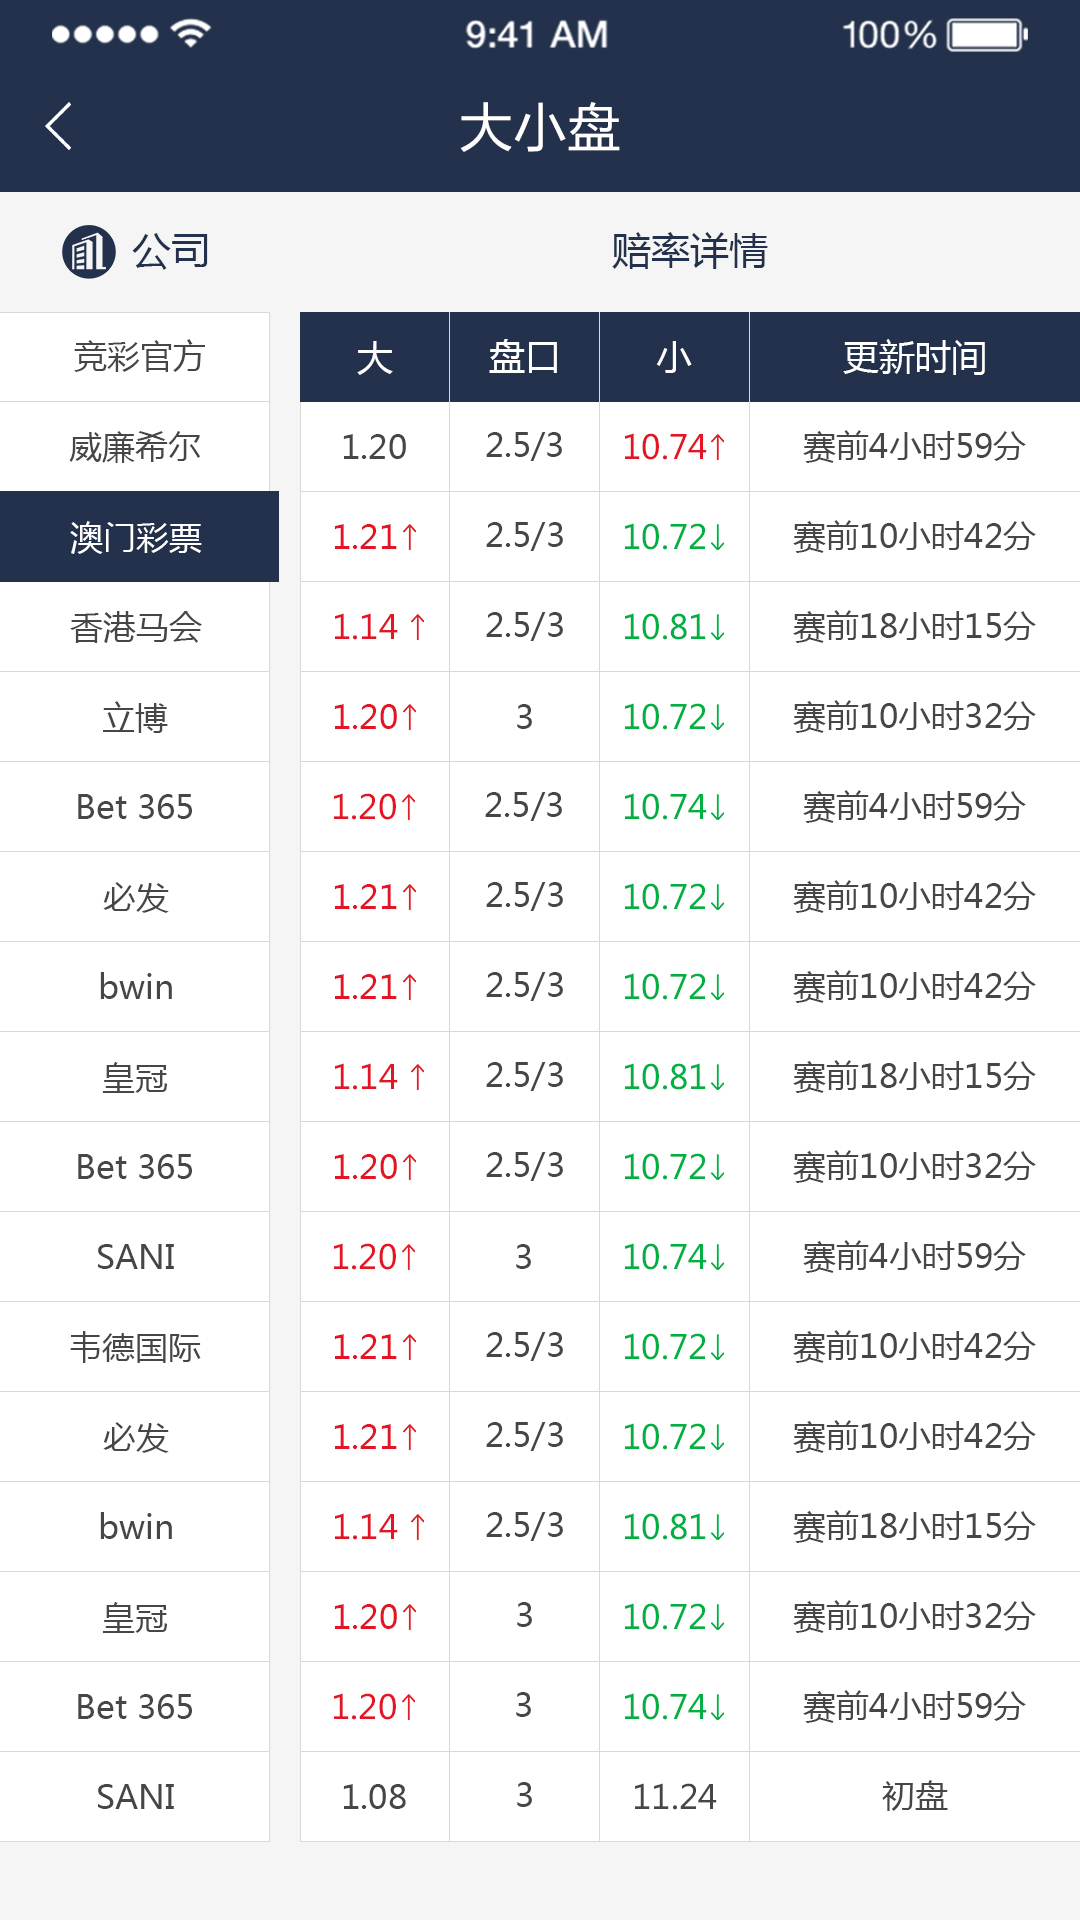 9:41 AM 100%
大小盘
公司 赔率详情
竞彩官方 大 盘口 小 更新时间
威廉希尔 1.20 2.5/3 10.74↑ 赛前4小时59分
澳门彩票 1.21↑ 2.5/3 10.72↓ 赛前10小时42分
香港马会 1.14 ↑ 2.5/3 10.81↓ 赛前18小时15分
立博 1.20↑ 3 10.72↓ 赛前10小时32分
Bet 365 1.20↑ 2.5/3 10.74↓ 赛前4小时59分
必发 1.21↑ 2.5/3 10.72↓ 赛前10小时42分
bwin 1.21↑ 2.5/3 10.72↓ 赛前10小时42分
皇冠 1.14 ↑ 2.5/3 10.81↓ 赛前18小时15分
Bet 365 1.20↑ 2.5/3 10.72↓ 赛前10小时32分
SANI 1.20↑ 3 10.74↓ 赛前4小时59分
韦德国际 1.21↑ 2.5/3 10.72↓ 赛前10小时42分
必发 1.21↑ 2.5/3 10.72↓ 赛前10小时42分
bwin 1.14 ↑ 2.5/3 10.81↓ 赛前18小时15分
皇冠 1.20↑ 3 10.72↓ 赛前10小时32分
Bet 365 1.20↑ 3 10.74↓ 赛前4小时59分
SANI 1.08 3 11.24 初盘